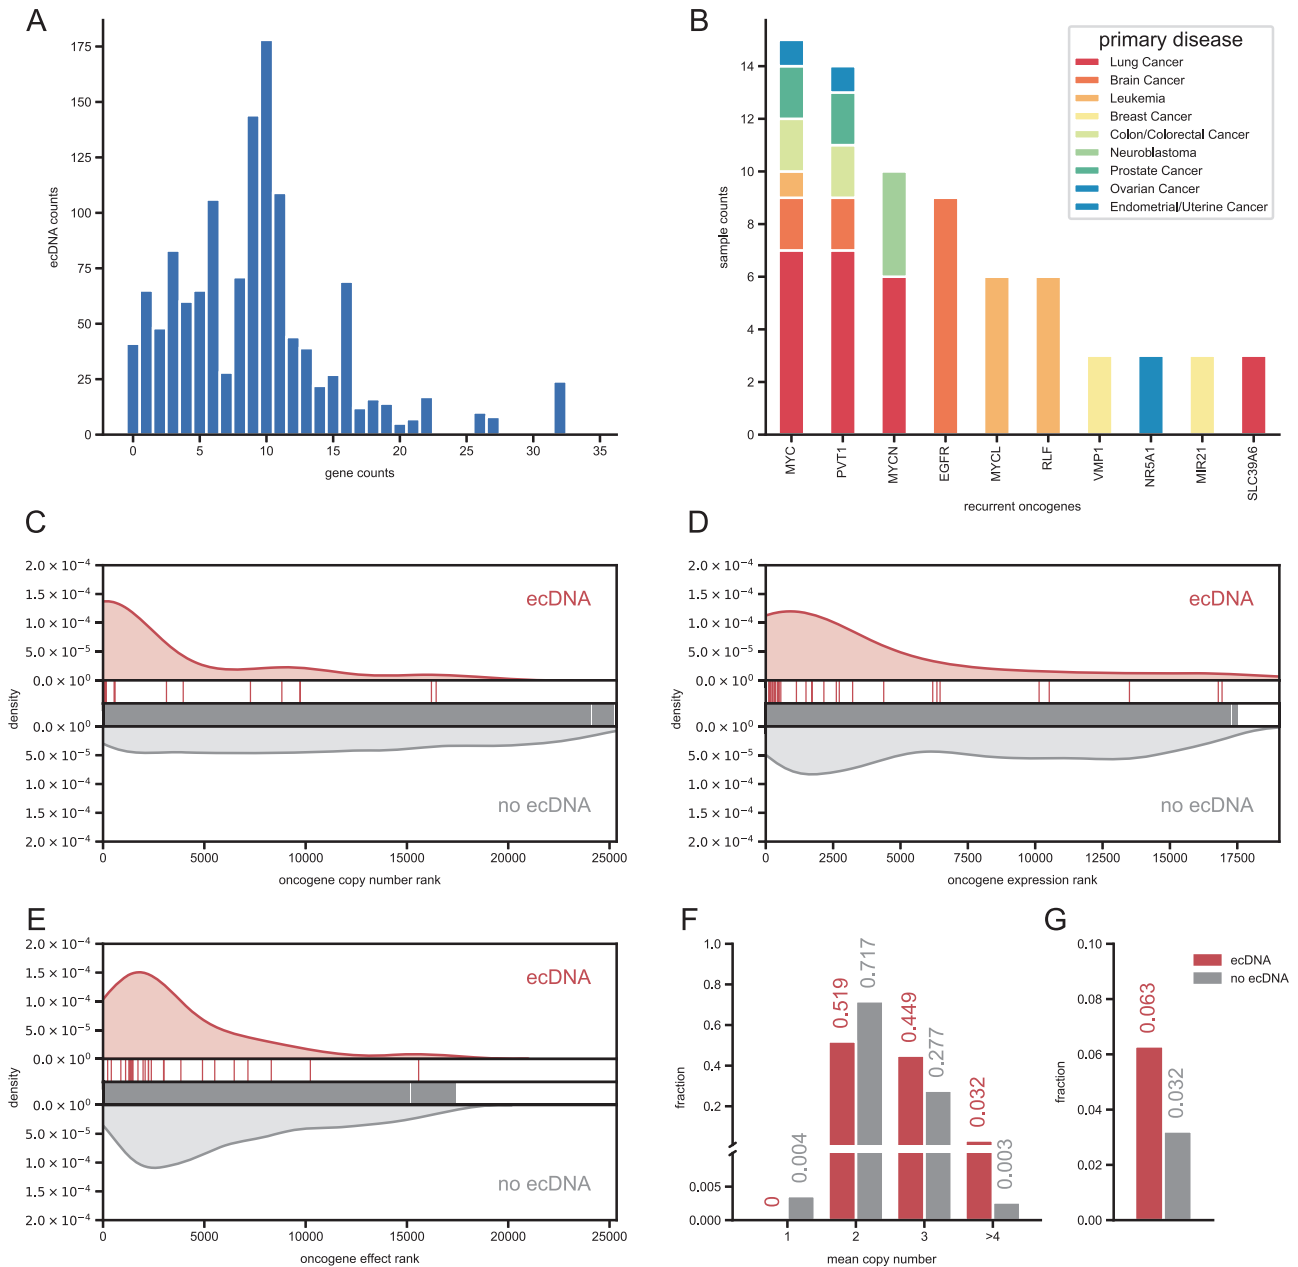 A
175
150
125
100
75
50
25
0
ecDNA counts
0 5 10 15 20 25 30 35
gene counts
B
14
12
10
8
6
4
2
0
sample counts
primary disease
Lung Cancer
Brain Cancer
Leukemia
Breast Cancer
Colon/Colorectal Cancer
Neuroblastoma
Prostate Cancer
Ovarian Cancer
Endometrial/Uterine Cancer
MYC PVT1 MYCN EGFR MYCL RLF VMP1 NR5A1 MIR21 SLC39A6
recurrent oncogenes
C
2.0 × 10⁻⁴
1.5 × 10⁻⁴
1.0 × 10⁻⁴
5.0 × 10⁻⁵
0.0 × 10⁰
0.0 × 10⁰
5.0 × 10⁻⁵
1.0 × 10⁻⁴
1.5 × 10⁻⁴
2.0 × 10⁻⁴
density
ecDNA
no ecDNA
0 5000 10000 15000 20000 25000
oncogene copy number rank
D
2.0 × 10⁻⁴
1.5 × 10⁻⁴
1.0 × 10⁻⁴
5.0 × 10⁻⁵
0.0 × 10⁰
0.0 × 10⁰
5.0 × 10⁻⁵
1.0 × 10⁻⁴
1.5 × 10⁻⁴
2.0 × 10⁻⁴
density
ecDNA
no ecDNA
0 2500 5000 7500 10000 12500 15000 17500
oncogene expression rank
E
2.0 × 10⁻⁴
1.5 × 10⁻⁴
1.0 × 10⁻⁴
5.0 × 10⁻⁵
0.0 × 10⁰
0.0 × 10⁰
5.0 × 10⁻⁵
1.0 × 10⁻⁴
1.5 × 10⁻⁴
2.0 × 10⁻⁴
density
ecDNA
no ecDNA
0 5000 10000 15000 20000 25000
oncogene effect rank
F
1.0
0.8
0.6
0.4
0.2
0.005
0.000
fraction
0 0.004 0.519 0.717 0.449 0.277 0.032 0.003
1 2 3 >4
mean copy number
G
0.10
0.08
0.06
0.04
0.02
0.00
fraction
0.063 0.032
ecDNA
no ecDNA